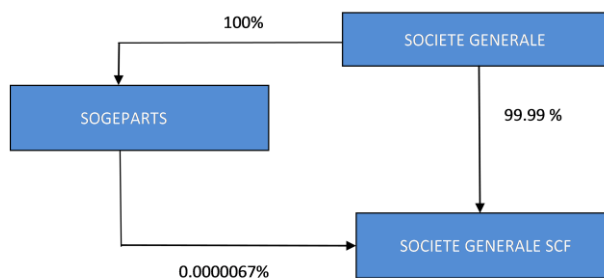 100%
SOCIETE GENERALE
SOGEPARTS
99.99 %
SOCIETE GENERALE SCF
0.0000067%